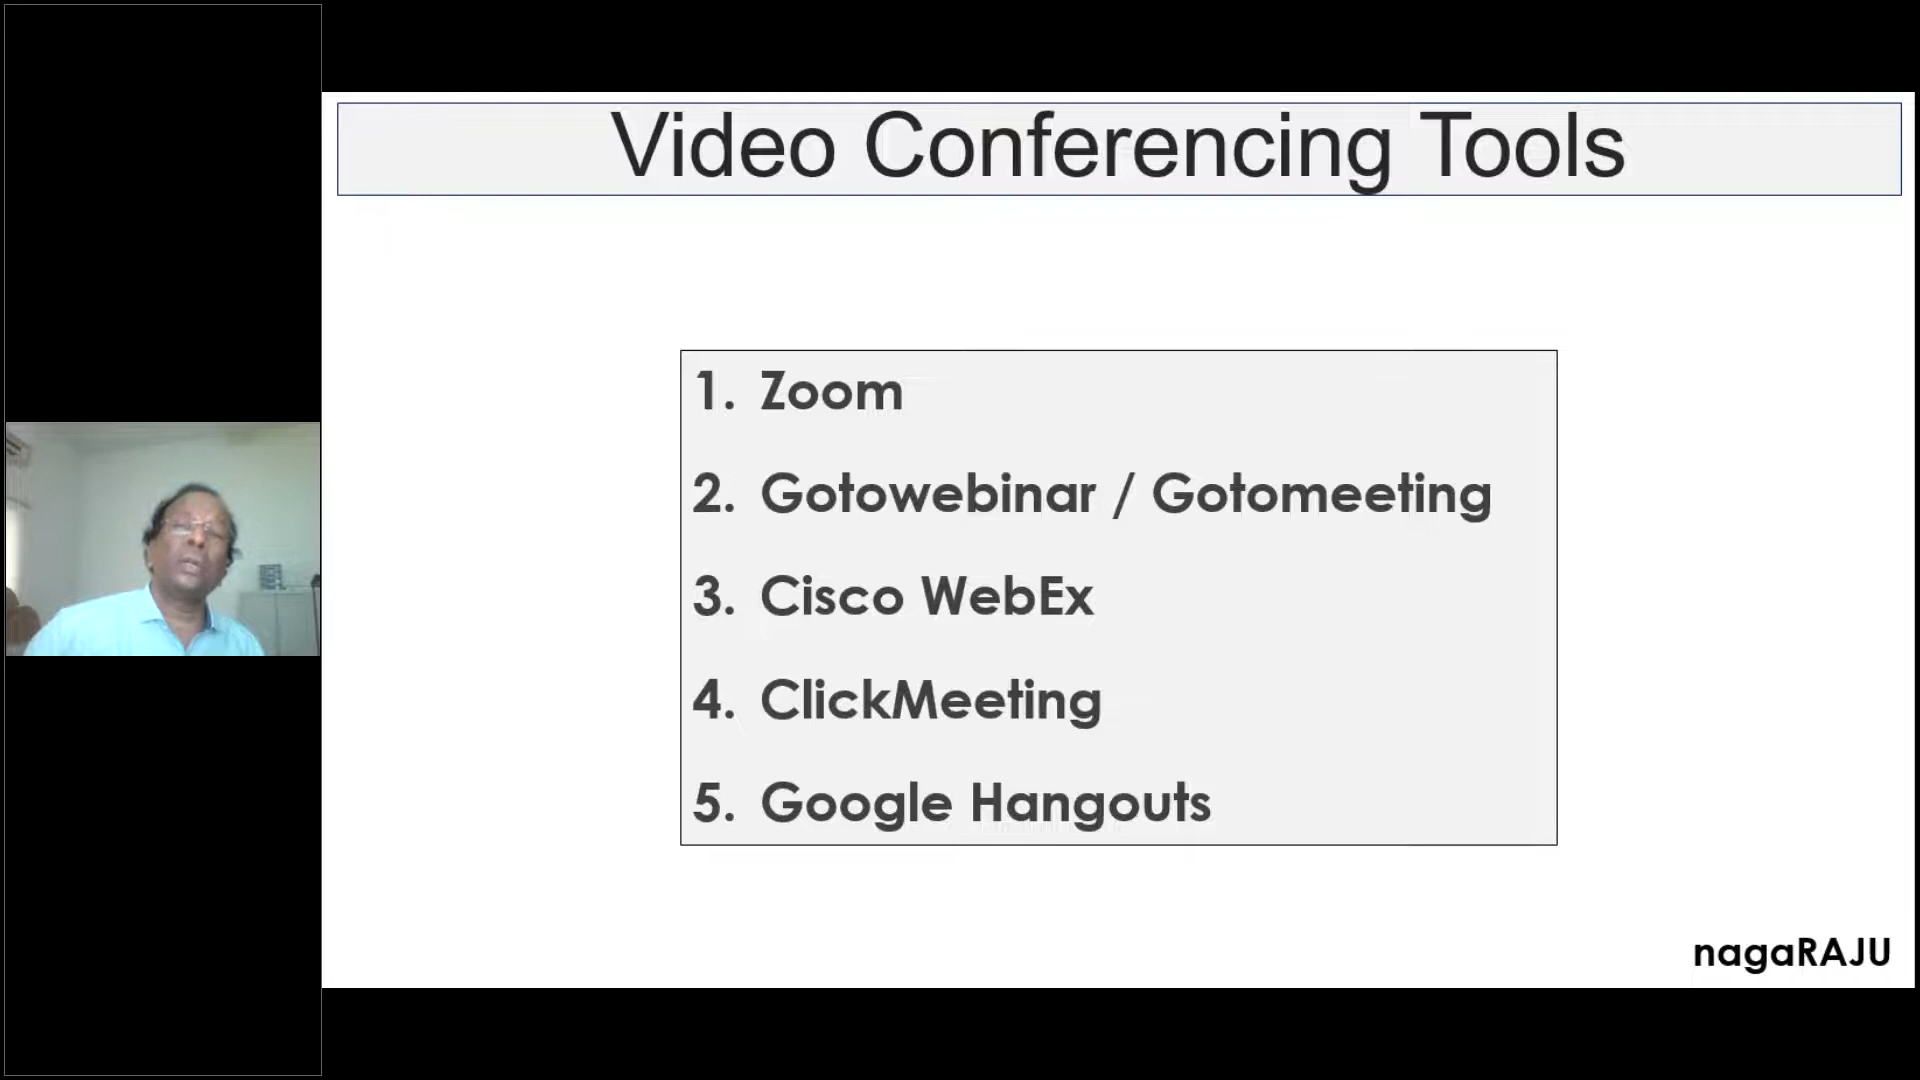 Video Conferencing Tools
1. Zoom
2. Gotowebinar / Gotomeeting
3. Cisco WebEx
4. ClickMeeting
5. Google Hangouts
nagaRAJU